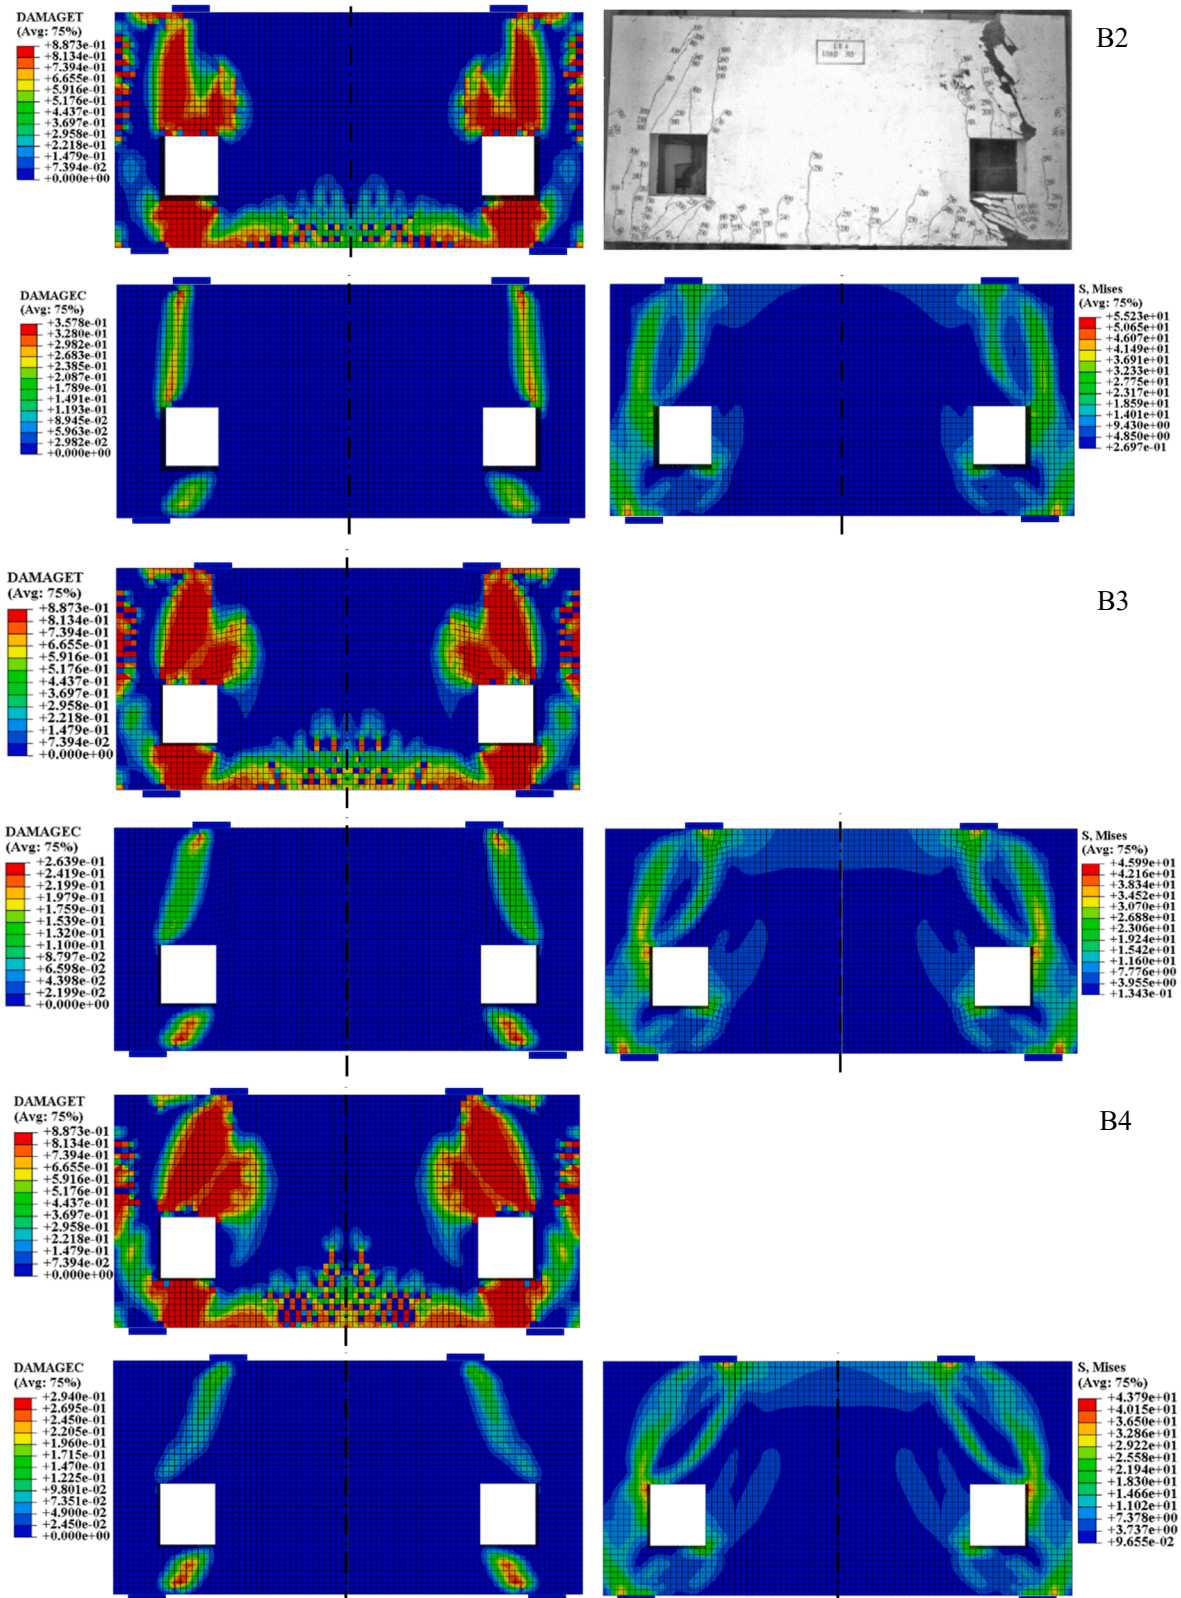 DAMAGET
(Avg: 75%)
+8.873e-01
+8.134e-01
+7.394e-01
+6.655e-01
+5.916e-01
+5.176e-01
+4.437e-01
+3.697e-01
+2.958e-01
+2.218e-01
+1.479e-01
+7.394e-02
+0.000e+00
B2
DAMAGEC
(Avg: 75%)
+3.578e-01
+3.280e-01
+2.982e-01
+2.683e-01
+2.385e-01
+2.087e-01
+1.789e-01
+1.491e-01
+1.193e-01
+8.945e-02
+5.963e-02
+2.982e-02
+0.000e+00
S, Mises
(Avg: 75%)
+5.523e+01
+5.065e+01
+4.607e+01
+4.149e+01
+3.691e+01
+3.233e+01
+2.775e+01
+2.317e+01
+1.859e+01
+1.401e+01
+9.430e+00
+4.850e+00
+2.697e-01
DAMAGET
(Avg: 75%)
+8.873e-01
+8.134e-01
+7.394e-01
+6.655e-01
+5.916e-01
+5.176e-01
+4.437e-01
+3.697e-01
+2.958e-01
+2.218e-01
+1.479e-01
+7.394e-02
+0.000e+00
B3
DAMAGEC
(Avg: 75%)
+2.639e-01
+2.419e-01
+2.199e-01
+1.979e-01
+1.759e-01
+1.539e-01
+1.320e-01
+1.100e-01
+8.797e-02
+6.598e-02
+4.398e-02
+2.199e-02
+0.000e+00
S, Mises
(Avg: 75%)
+4.599e+01
+4.216e+01
+3.834e+01
+3.452e+01
+3.070e+01
+2.688e+01
+2.306e+01
+1.924e+01
+1.542e+01
+1.160e+01
+7.776e+00
+3.955e+00
+1.343e-01
DAMAGET
(Avg: 75%)
+8.873e-01
+8.134e-01
+7.394e-01
+6.655e-01
+5.916e-01
+5.176e-01
+4.437e-01
+3.697e-01
+2.958e-01
+2.218e-01
+1.479e-01
+7.394e-02
+0.000e+00
B4
DAMAGEC
(Avg: 75%)
+2.940e-01
+2.695e-01
+2.450e-01
+2.205e-01
+1.960e-01
+1.715e-01
+1.470e-01
+1.225e-01
+9.801e-02
+7.351e-02
+4.900e-02
+2.450e-02
+0.000e+00
S, Mises
(Avg: 75%)
+4.379e+01
+4.015e+01
+3.650e+01
+3.286e+01
+2.922e+01
+2.558e+01
+2.194e+01
+1.830e+01
+1.466e+01
+1.102e+01
+7.378e+00
+3.737e+00
+9.655e-02